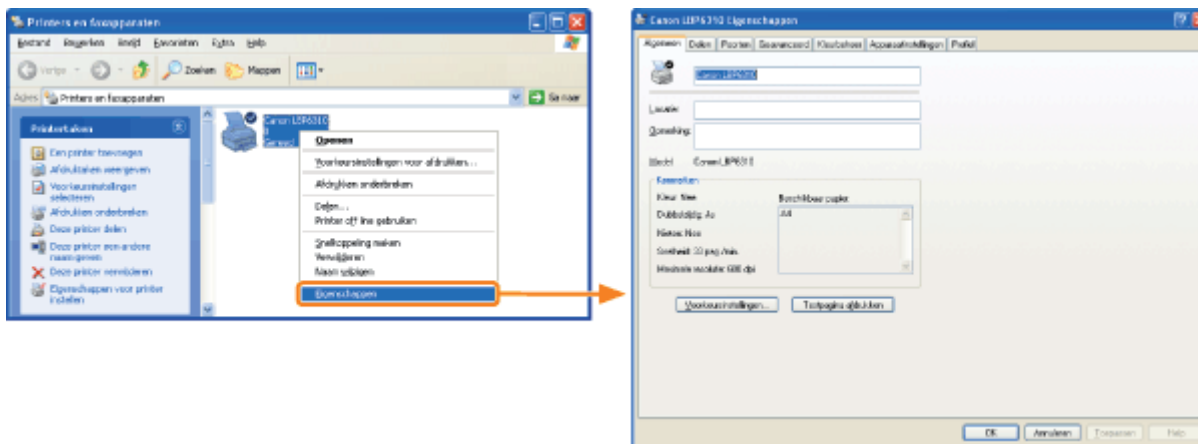 Printers en faxapparaten
Bestand Bewerken Beeld Favorieten Extra Help
Vorige Zoeken Mappen
Adres Printers en faxapparaten Ga naar
Printertaken
Een printer toevoegen
Afdruktaken weergeven
Voorkeursinstellingen
selecteren
Afdrukken onderbreken
Deze printer delen
Deze printer een andere
naam geven
Deze printer verwijderen
Eigenschappen voor printer
instellen
Canon LBP6310
0
Gereed
Openen
Voorkeursinstellingen voor afdrukken...
Afdrukken onderbreken
Delen...
Printer off line gebruiken
Snelkoppeling maken
Verwijderen
Naam wijzigen
Eigenschappen
Canon LBP6310 Eigenschappen
Algemeen Delen Poorten Geavanceerd Kleurbeheer Apparaatinstellingen Profiel
Canon LBP6310
Locatie:
Opmerking:
Model: Canon LBP6310
Kenmerken
Kleur: Nee Beschikbaar papier:
Dubbelzijdig: Ja A4
Nieten: Nee
Snelheid: 33 pag./min.
Maximale resolutie: 600 dpi
Voorkeursinstellingen... Testpagina afdrukken
OK Annuleren Toepassen Help